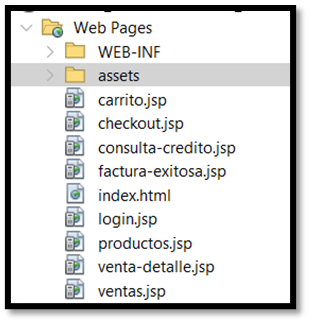 Web Pages
WEB-INF
assets
carrito.jsp
checkout.jsp
consulta-credito.jsp
factura-exitosa.jsp
index.html
login.jsp
productos.jsp
venta-detalle.jsp
ventas.jsp